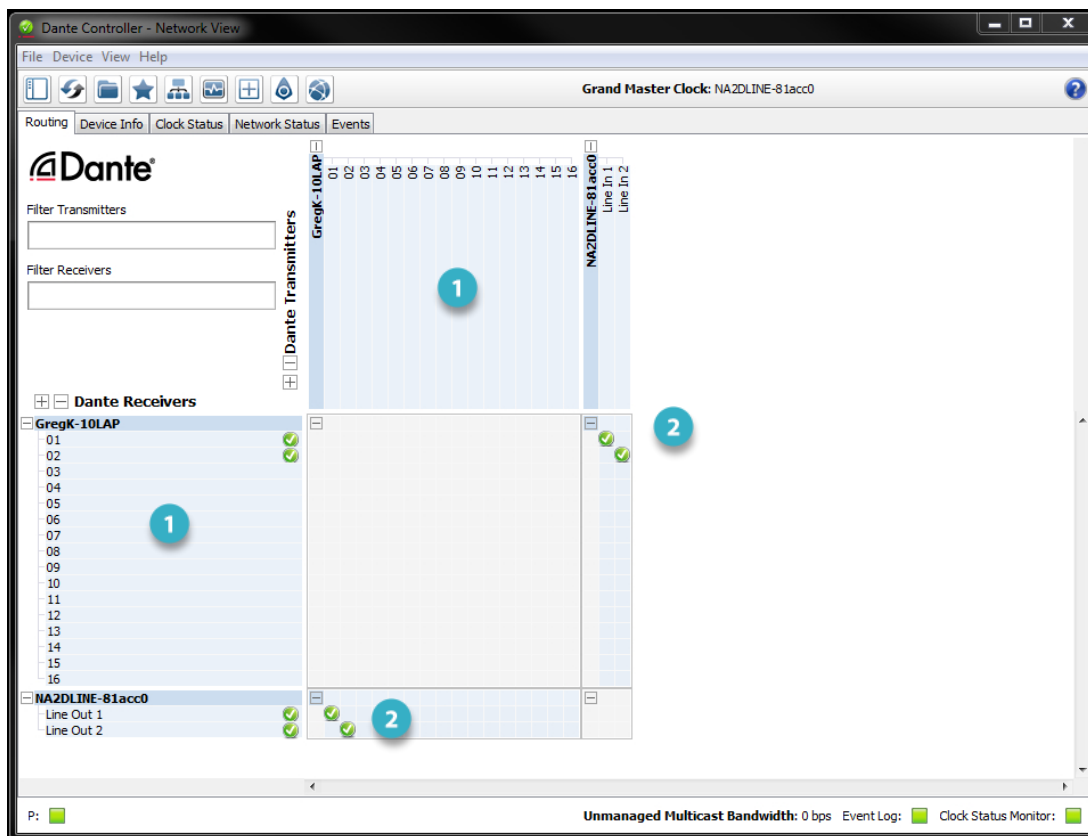 Dante Controller - Network View
File Device View Help
Grand Master Clock: NA2DLINE-81acc0
?
Routing Device Info Clock Status Network Status Events
Dante®
Filter Transmitters
Filter Receivers
Dante Transmitters
GregK-10LAP
01
02
03
04
05
06
07
08
09
10
11
12
13
14
15
16
NA2DLINE-81acc0
Line In 1
Line In 2
1
Dante Receivers
GregK-10LAP
01
02
2
03
04
05
06
1
07
08
09
10
11
12
13
14
15
16
NA2DLINE-81acc0
Line Out 1
2
Line Out 2
P:
Unmanaged Multicast Bandwidth: 0 bps Event Log: Clock Status Monitor: